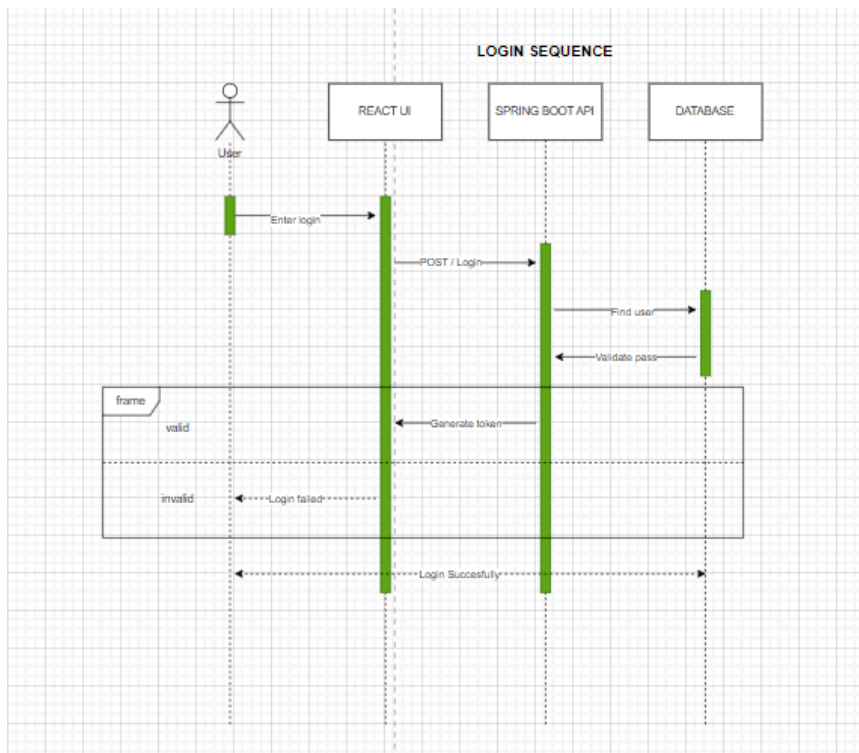 LOGIN SEQUENCE
REACT UI
SPRING BOOT API
DATABASE
User
Enter login
POST / Login
Find user
Validate pass
frame
valid
Generate token
invalid
Login failed
Login Succesfully